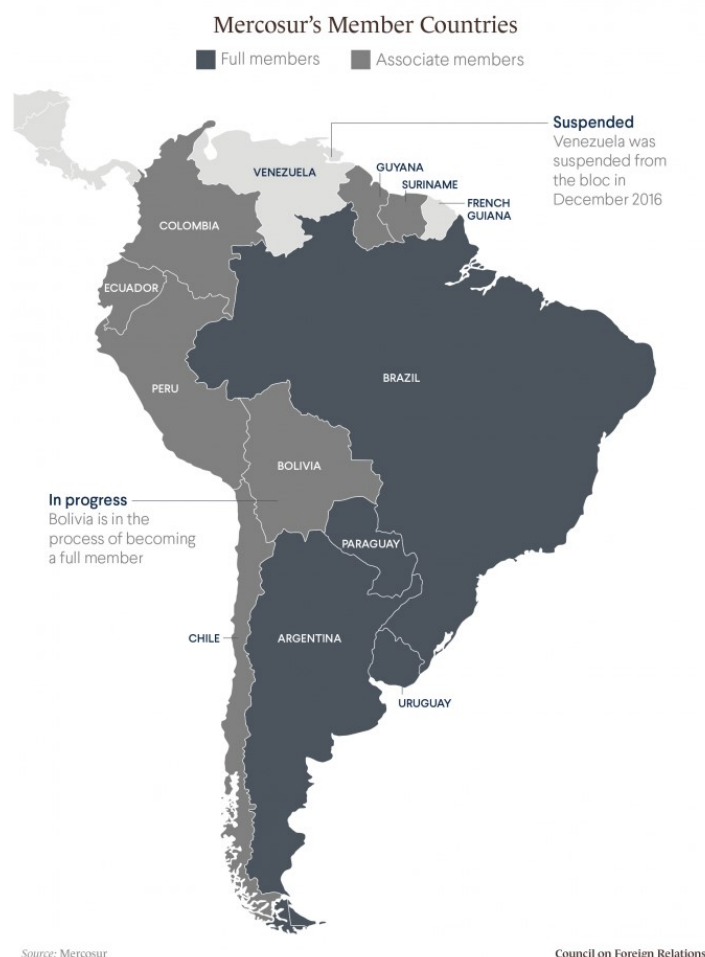 Mercosur's Member Countries
Full members
Associate members
Suspended
Venezuela was
suspended from
the bloc in
December 2016
VENEZUELA
GUYANA
SURINAME
FRENCH
GUIANA
COLOMBIA
ECUADOR
PERU
BRAZIL
BOLIVIA
In progress
Bolivia is in the
process of becoming
a full member
PARAGUAY
CHILE
ARGENTINA
URUGUAY
Source: Mercosur
Council on Foreign Relations